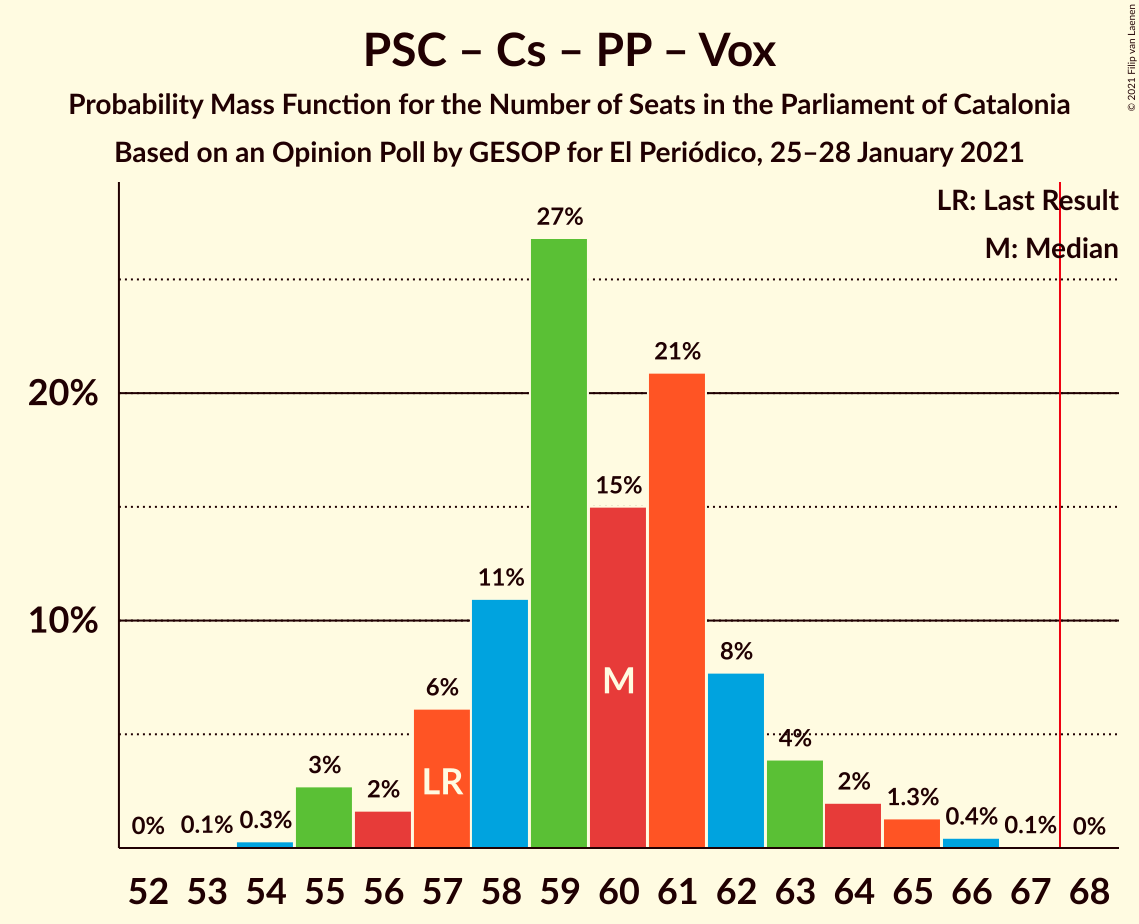 PSC – Cs – PP – Vox
Probability Mass Function for the Number of Seats in the Parliament of Catalonia
Based on an Opinion Poll by GESOP for El Periódico, 25–28 January 2021
© 2021 Filip van Laenen
LR: Last Result
M: Median
27%
21%
20%
15%
11%
10%
8%
6%
4%
3%
2%
2%
1.3%
0%
0.1%
0.3%
0.4%
0.1%
0%
M
LR
52 53 54 55 56 57 58 59 60 61 62 63 64 65 66 67 68